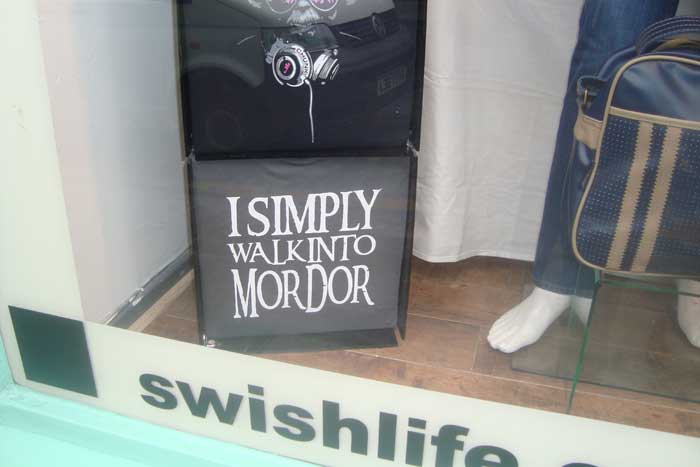 I SIMPLY
WALK INTO
MORDOR
swishlife.c